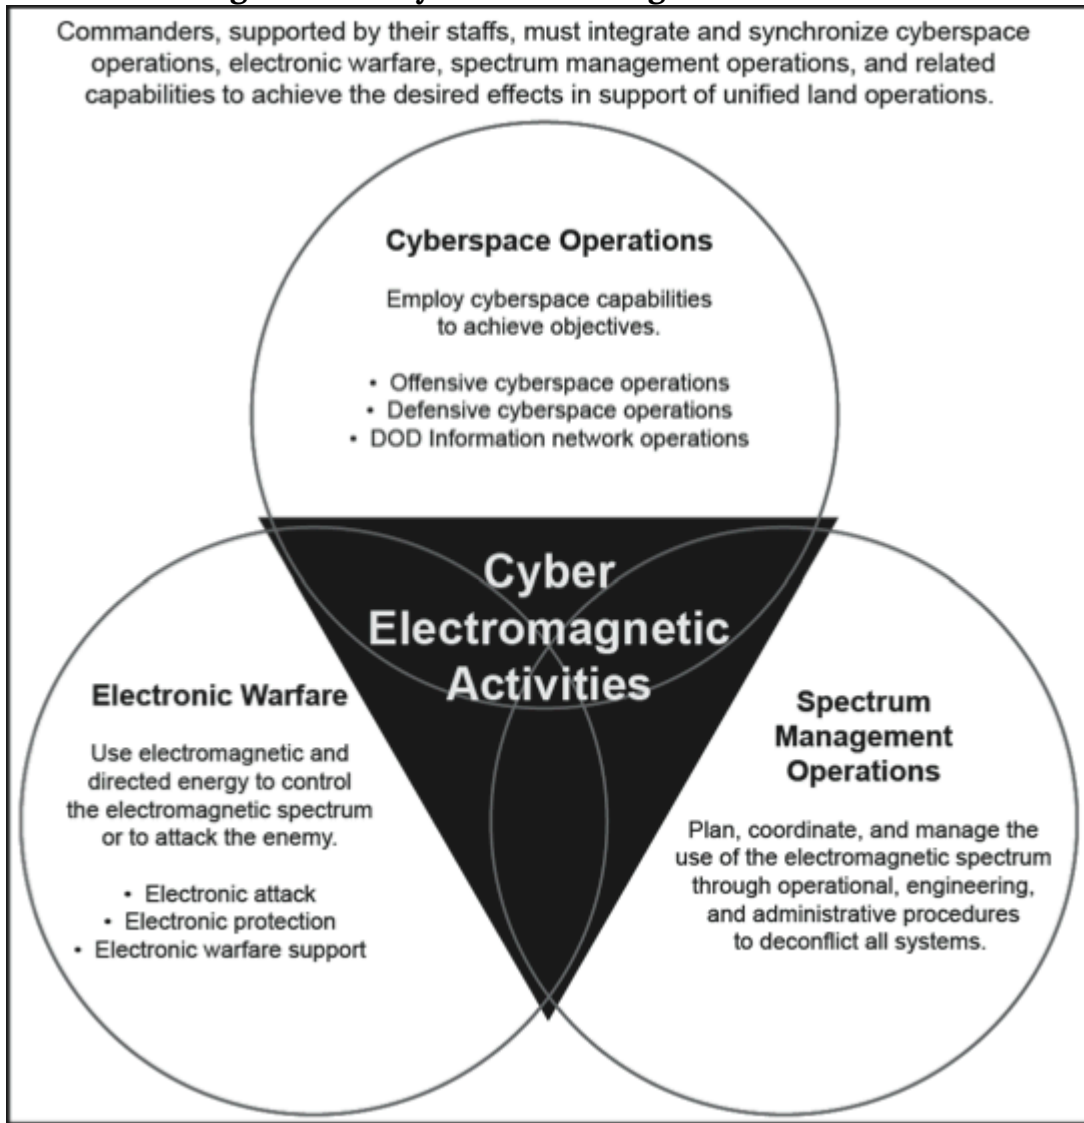 Commanders, supported by their staffs, must integrate and synchronize cyberspace
operations, electronic warfare, spectrum management operations, and related
capabilities to achieve the desired effects in support of unified land operations.
Cyberspace Operations
Employ cyberspace capabilities
to achieve objectives.
• Offensive cyberspace operations
• Defensive cyberspace operations
• DOD Information network operations
Cyber
Electromagnetic
Activities
Electronic Warfare
Use electromagnetic and
directed energy to control
the electromagnetic spectrum
or to attack the enemy.
• Electronic attack
• Electronic protection
• Electronic warfare support
Spectrum
Management
Operations
Plan, coordinate, and manage the
use of the electromagnetic spectrum
through operational, engineering,
and administrative procedures
to deconflict all systems.